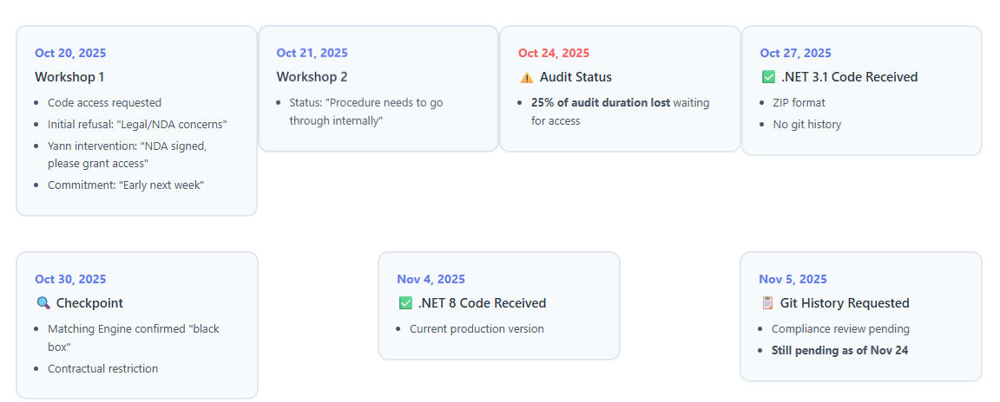 Oct 20, 2025
Workshop 1
Code access requested
Initial refusal: "Legal/NDA concerns"
Yann intervention: "NDA signed,
please grant access"
Commitment: "Early next week"
Oct 21, 2025
Workshop 2
Status: "Procedure needs to go
through internally"
Oct 24, 2025
⚠️ Audit Status
25% of audit duration lost waiting
for access
Oct 27, 2025
✅ .NET 3.1 Code Received
ZIP format
No git history
Oct 30, 2025
🔍 Checkpoint
Matching Engine confirmed "black
box"
Contractual restriction
Nov 4, 2025
✅ .NET 8 Code Received
Current production version
Nov 5, 2025
📋 Git History Requested
Compliance review pending
Still pending as of Nov 24